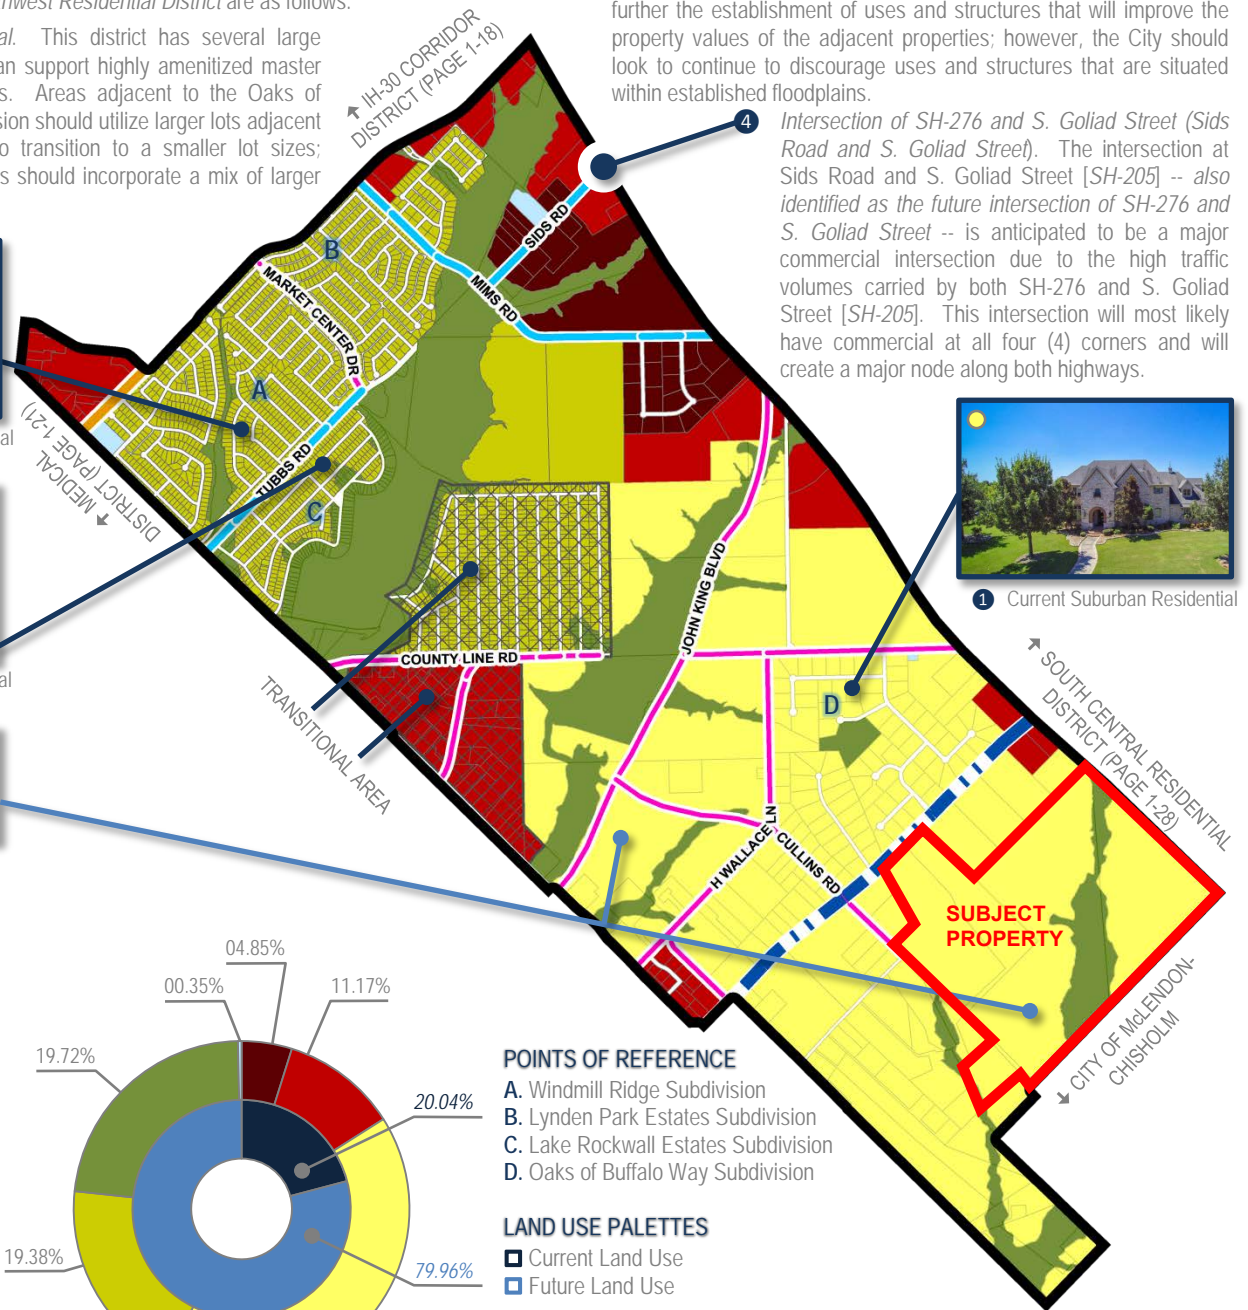 nwest Residential District are as follows.
al. This district has several large
an support highly amenitized master
s. Areas adjacent to the Oaks of
sion should utilize larger lots adjacent
o transition to a smaller lot sizes;
s should incorporate a mix of larger
further the establishment of uses and structures that will improve the
property values of the adjacent properties; however, the City should
look to continue to discourage uses and structures that are situated
within established floodplains.
4
Intersection of SH-276 and S. Goliad Street (Sids
Road and S. Goliad Street). The intersection at
Sids Road and S. Goliad Street [SH-205] -- also
identified as the future intersection of SH-276 and
S. Goliad Street -- is anticipated to be a major
commercial intersection due to the high traffic
volumes carried by both SH-276 and S. Goliad
Street [SH-205]. This intersection will most likely
have commercial at all four (4) corners and will
create a major node along both highways.
IH-30 CORRIDOR
DISTRICT (PAGE 1-18)
SIDS RD
MIMS RD
B
MARKET CENTER DR
A
TUBBS RD
C
MEDICAL
DISTRICT (PAGE 1-21)
al
al
JOHN KING BLVD
COUNTY LINE RD
TRANSITIONAL AREA
D
1 Current Suburban Residential
SOUTH CENTRAL RESIDENTIAL
DISTRICT (PAGE 1-28)
H WALLACE LN
CULLINS RD
SUBJECT
PROPERTY
CITY OF McLENDON-
CHISHOLM
04.85%
00.35%
11.17%
19.72%
20.04%
19.38%
79.96%
POINTS OF REFERENCE
A. Windmill Ridge Subdivision
B. Lynden Park Estates Subdivision
C. Lake Rockwall Estates Subdivision
D. Oaks of Buffalo Way Subdivision
LAND USE PALETTES
Current Land Use
Future Land Use